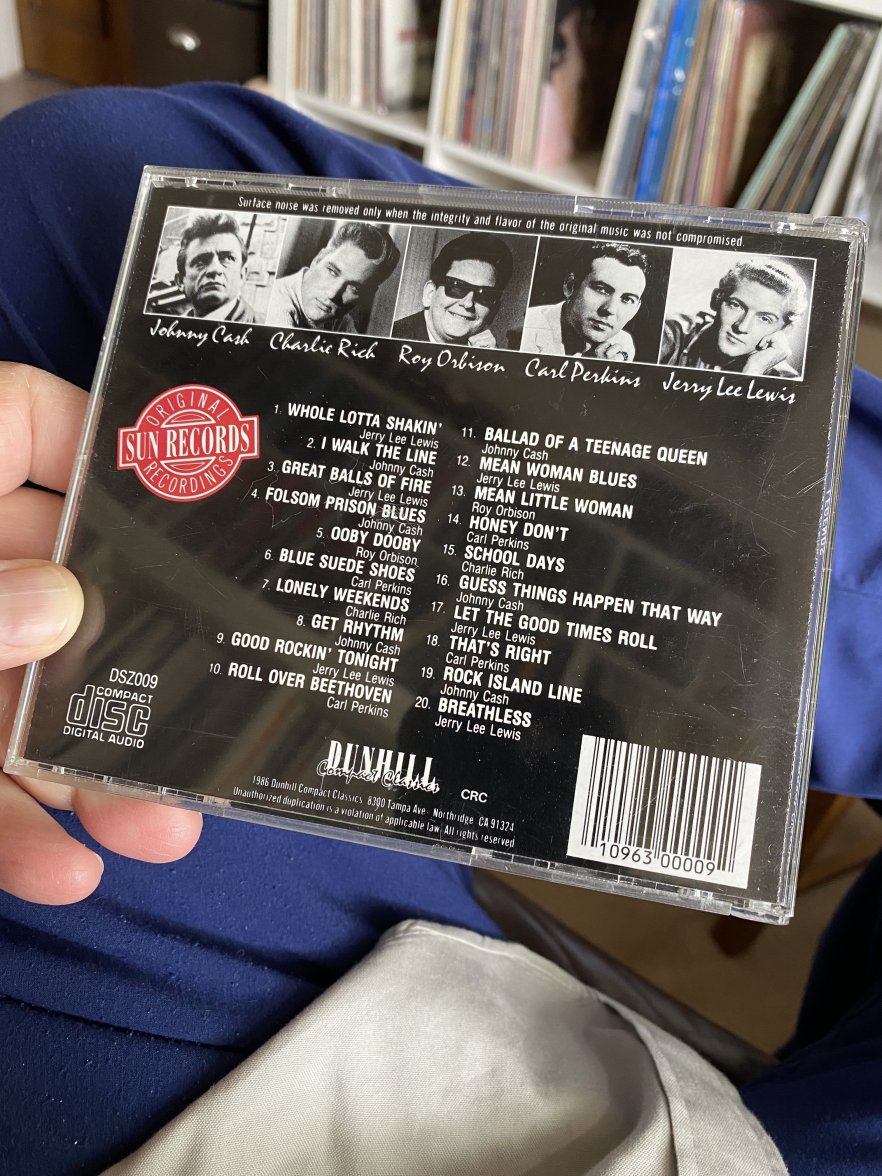 Surface noise was removed only when the integrity and flavor of the original music was not compromised.
Johnny Cash
Charlie Rich
Roy Orbison
Carl Perkins
Jerry Lee Lewis
ORIGINAL
SUN RECORDS
RECORDINGS
1. WHOLE LOTTA SHAKIN'
Jerry Lee Lewis
2. I WALK THE LINE
Johnny Cash
3. GREAT BALLS OF FIRE
Jerry Lee Lewis
4. FOLSOM PRISON BLUES
Johnny Cash
5. OOBY DOOBY
Roy Orbison
6. BLUE SUEDE SHOES
Carl Perkins
7. LONELY WEEKENDS
Charlie Rich
8. GET RHYTHM
Johnny Cash
9. GOOD ROCKIN' TONIGHT
Jerry Lee Lewis
10. ROLL OVER BEETHOVEN
Carl Perkins
11. BALLAD OF A TEENAGE QUEEN
Johnny Cash
12. MEAN WOMAN BLUES
Jerry Lee Lewis
13. MEAN LITTLE WOMAN
Roy Orbison
14. HONEY DON'T
Carl Perkins
15. SCHOOL DAYS
Charlie Rich
16. GUESS THINGS HAPPEN THAT WAY
Johnny Cash
17. LET THE GOOD TIMES ROLL
Jerry Lee Lewis
18. THAT'S RIGHT
Carl Perkins
19. ROCK ISLAND LINE
Johnny Cash
20. BREATHLESS
Jerry Lee Lewis
DSZ009
COMPACT
disc
DIGITAL AUDIO
DUNHILL
Compact Classics
CRC
1986 Dunhill Compact Classics. 8300 Tampa Ave. Northridge, CA 91324
Unauthorized duplication is a violation of applicable law. All rights reserved
10963 00009